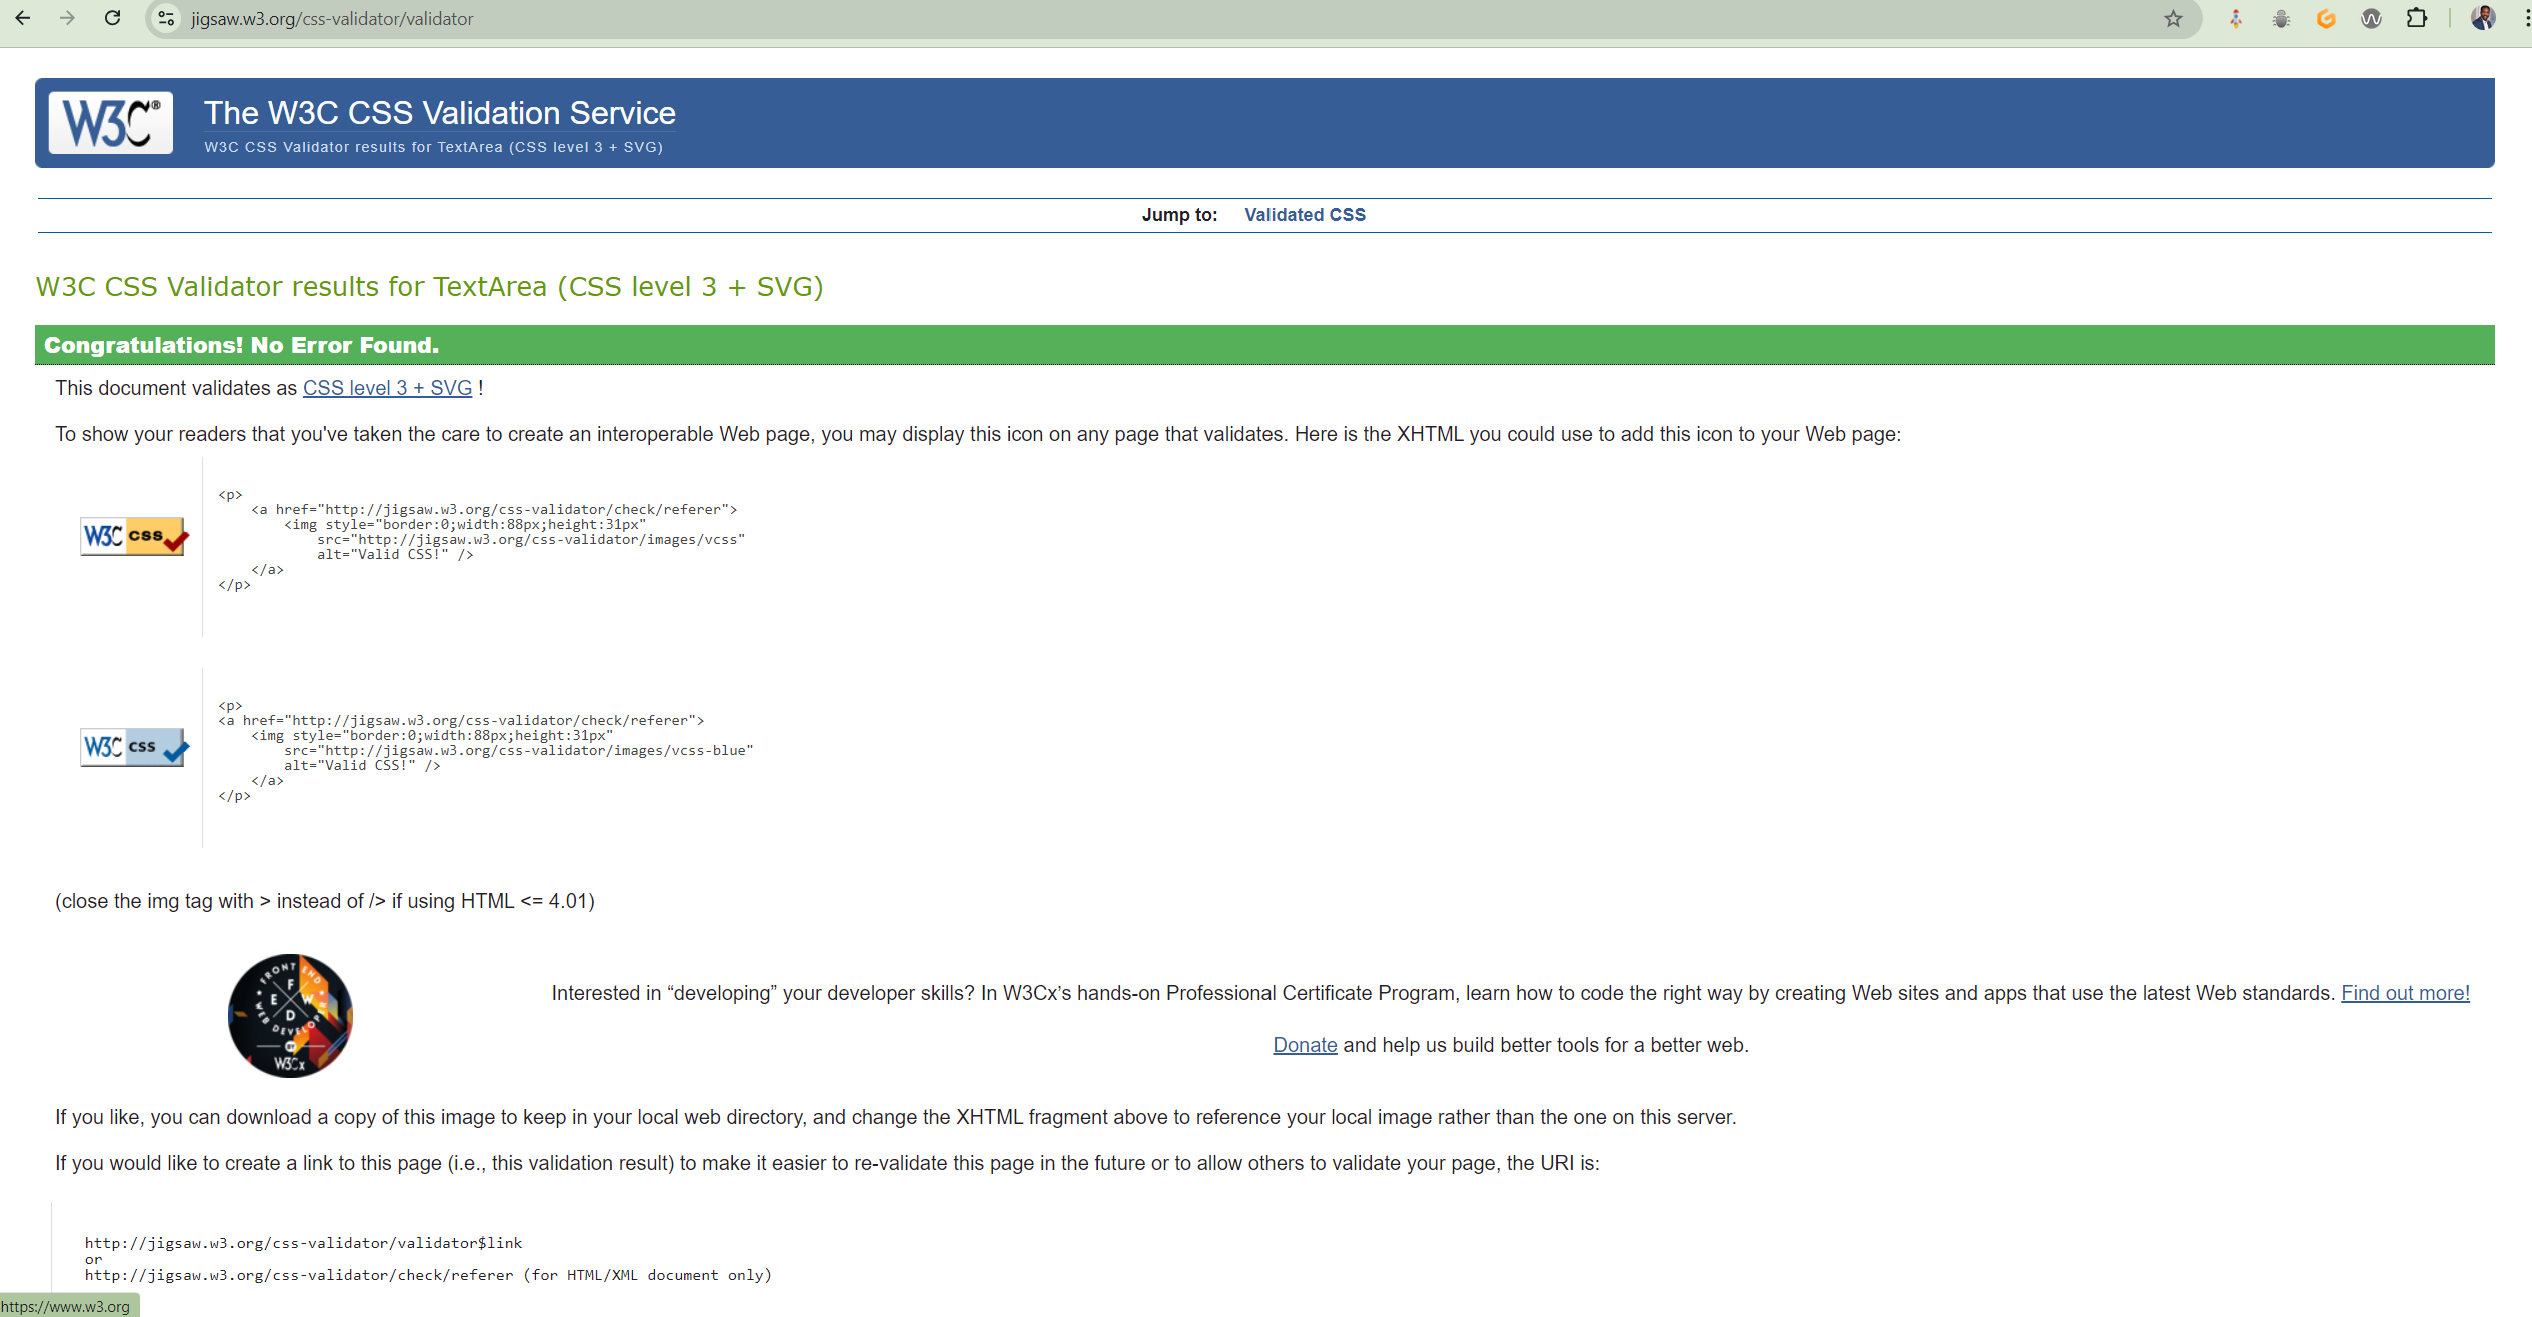 jigsaw.w3.org/css-validator/validator
W3C®
The W3C CSS Validation Service
W3C CSS Validator results for TextArea (CSS level 3 + SVG)
Jump to: Validated CSS
W3C CSS Validator results for TextArea (CSS level 3 + SVG)
Congratulations! No Error Found.
This document validates as CSS level 3 + SVG !
To show your readers that you've taken the care to create an interoperable Web page, you may display this icon on any page that validates. Here is the XHTML you could use to add this icon to your Web page:
W3C css
<p>
<a href="http://jigsaw.w3.org/css-validator/check/referer">
<img style="border:0;width:88px;height:31px"
src="http://jigsaw.w3.org/css-validator/images/vcss"
alt="Valid CSS!" />
</a>
</p>
W3C css
<p>
<a href="http://jigsaw.w3.org/css-validator/check/referer">
<img style="border:0;width:88px;height:31px"
src="http://jigsaw.w3.org/css-validator/images/vcss-blue"
alt="Valid CSS!" />
</a>
</p>
(close the img tag with > instead of /> if using HTML <= 4.01)
FRONT END
F
E W
D
WEB DEVELOPER
BY
W3Cx
Interested in “developing” your developer skills? In W3Cx’s hands-on Professional Certificate Program, learn how to code the right way by creating Web sites and apps that use the latest Web standards. Find out more!
Donate and help us build better tools for a better web.
If you like, you can download a copy of this image to keep in your local web directory, and change the XHTML fragment above to reference your local image rather than the one on this server.
If you would like to create a link to this page (i.e., this validation result) to make it easier to re-validate this page in the future or to allow others to validate your page, the URI is:
http://jigsaw.w3.org/css-validator/validator$link
or
http://jigsaw.w3.org/css-validator/check/referer (for HTML/XML document only)
https://www.w3.org